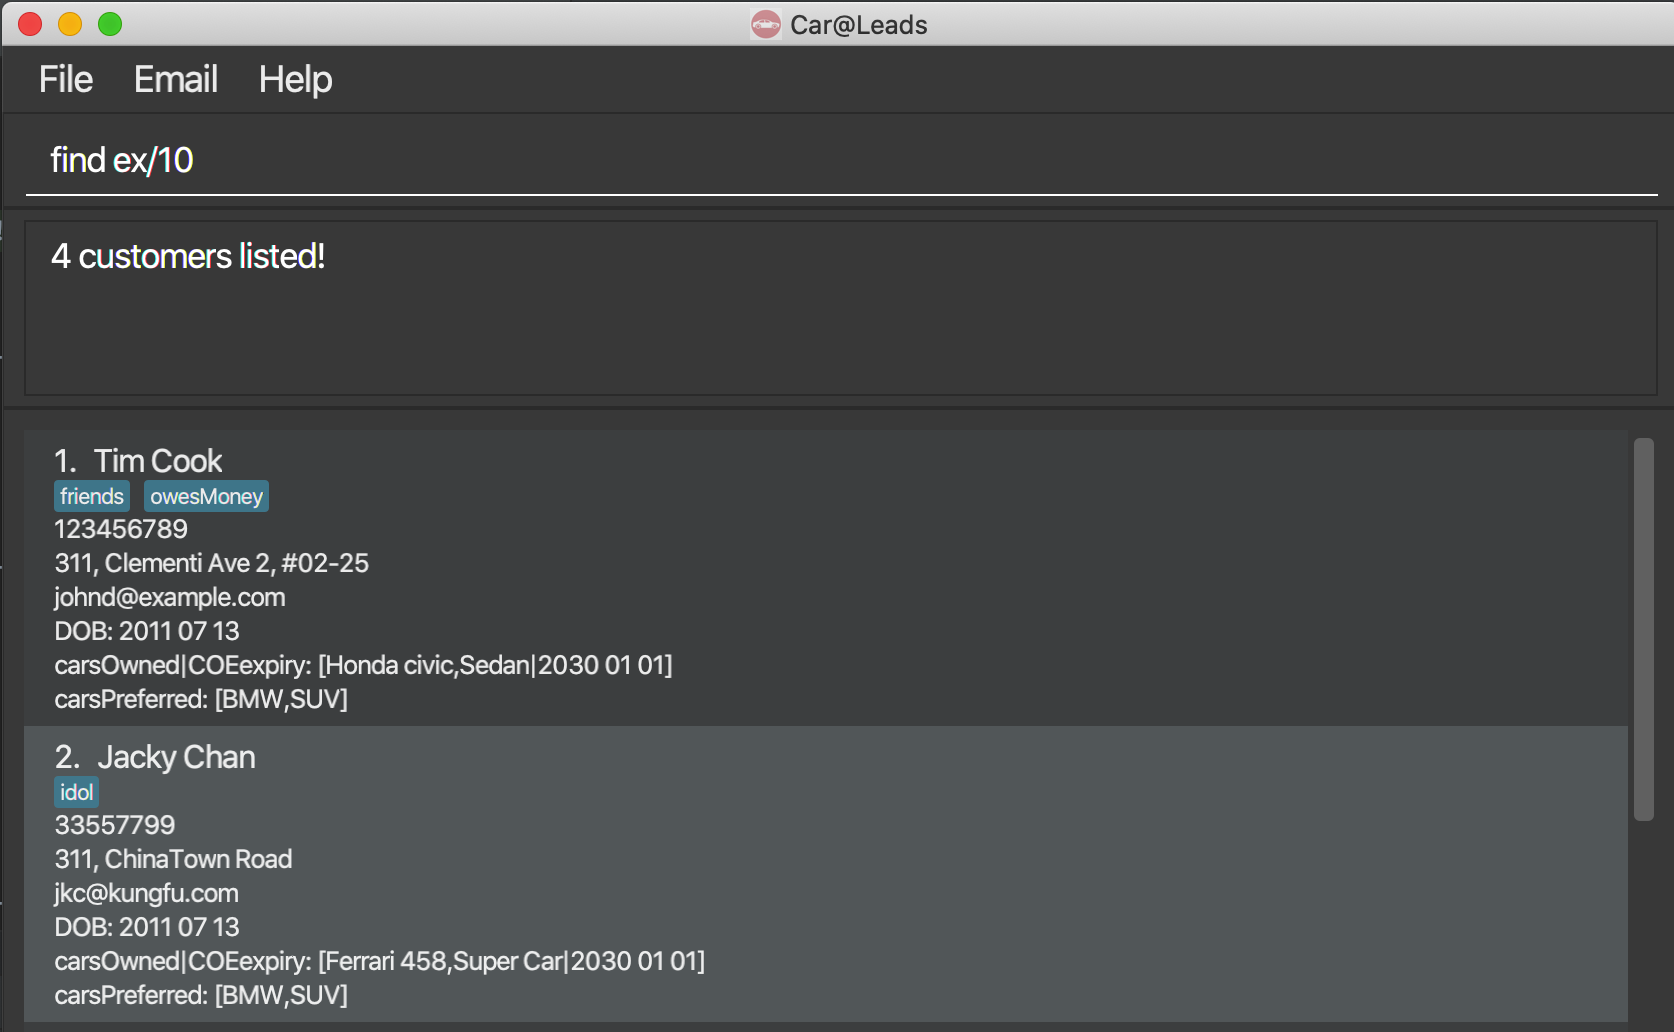 Car@Leads
File Email Help
find ex/10
4 customers listed!
1. Tim Cook
friends owesMoney
123456789
311, Clementi Ave 2, #02-25
johnd@example.com
DOB: 2011 07 13
carsOwned|COEexpiry: [Honda civic,Sedan|2030 01 01]
carsPreferred: [BMW,SUV]
2. Jacky Chan
idol
33557799
311, ChinaTown Road
jkc@kungfu.com
DOB: 2011 07 13
carsOwned|COEexpiry: [Ferrari 458,Super Car|2030 01 01]
carsPreferred: [BMW,SUV]